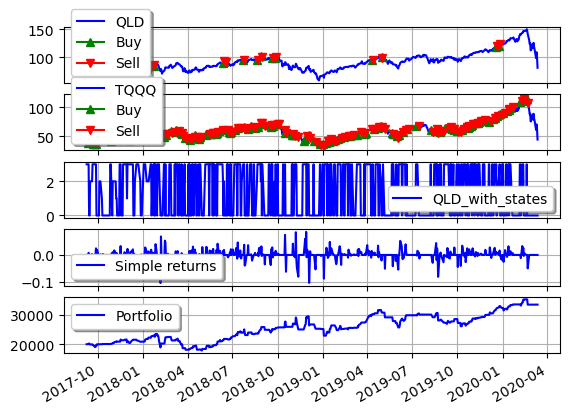 150
100
QLD
Buy
Sell
100
50
TQQQ
Buy
Sell
2
0
QLD_with_states
0.0
−0.1
Simple returns
30000
20000
Portfolio
2017-10
2018-01
2018-04
2018-07
2018-10
2019-01
2019-04
2019-07
2019-10
2020-01
2020-04